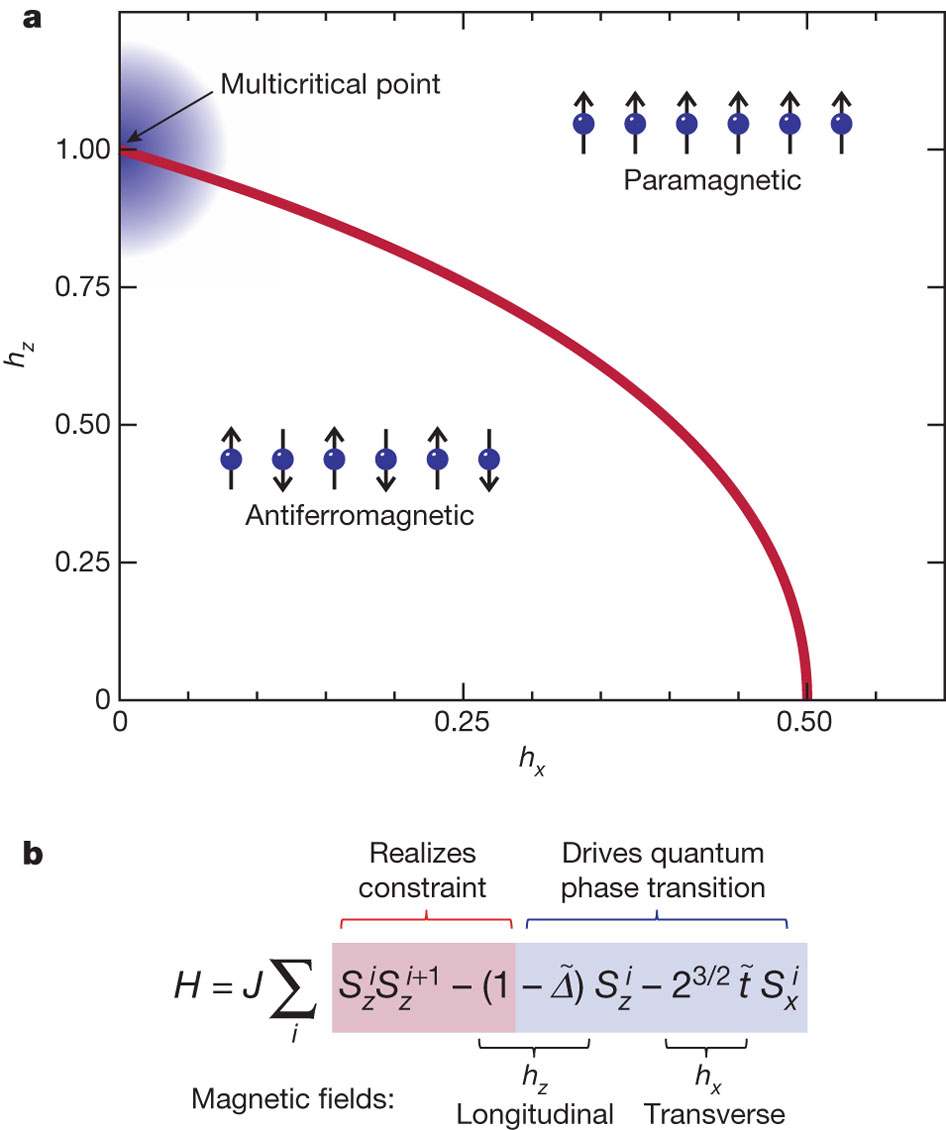 a
Multicritical point
Paramagnetic
Antiferromagnetic
1.00
0.75
0.50
0.25
0
h_z
0
0.25
0.50
h_x
b
Realizes
constraint
Drives quantum
phase transition
H = J∑_i S_z^i S_z^{i+1} – (1 – Δ̃) S_z^i – 2^{3/2} t̃ S_x^i
Magnetic fields:
h_z
Longitudinal
h_x
Transverse